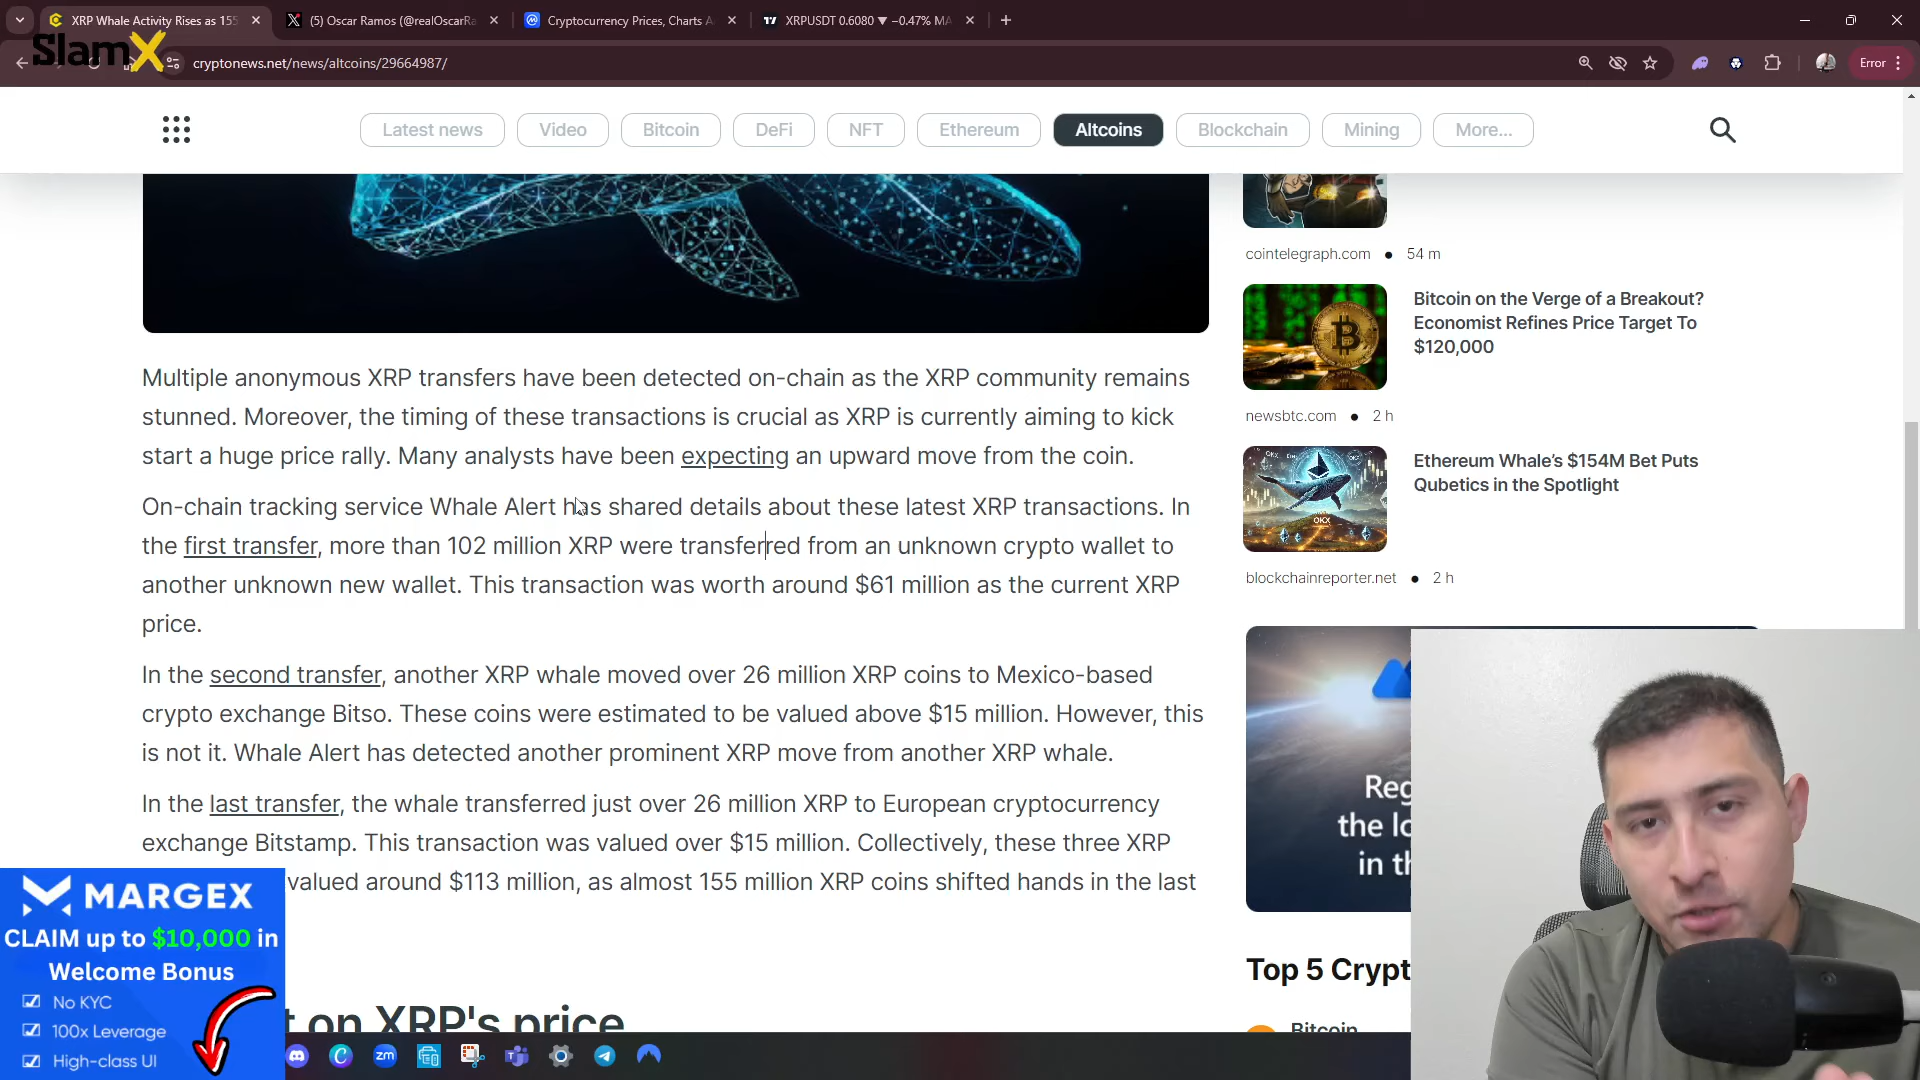 XRP Whale Activity Rises as 155
(5) Oscar Ramos (@realOscarRa
Cryptocurrency Prices, Charts A
XRPUSDT 0.6080 ▼ −0.47% MA
SlamX
cryptonews.net/news/altcoins/29664987/
Error
Latest news
Video
Bitcoin
DeFi
NFT
Ethereum
Altcoins
Blockchain
Mining
More...
Multiple anonymous XRP transfers have been detected on-chain as the XRP community remains
stunned. Moreover, the timing of these transactions is crucial as XRP is currently aiming to kick
start a huge price rally. Many analysts have been expecting an upward move from the coin.
On-chain tracking service Whale Alert has shared details about these latest XRP transactions. In
the first transfer, more than 102 million XRP were transferred from an unknown crypto wallet to
another unknown new wallet. This transaction was worth around $61 million as the current XRP
price.
In the second transfer, another XRP whale moved over 26 million XRP coins to Mexico-based
crypto exchange Bitso. These coins were estimated to be valued above $15 million. However, this
is not it. Whale Alert has detected another prominent XRP move from another XRP whale.
In the last transfer, the whale transferred just over 26 million XRP to European cryptocurrency
exchange Bitstamp. This transaction was valued over $15 million. Collectively, these three XRP
valued around $113 million, as almost 155 million XRP coins shifted hands in the last
t on XRP's price
cointelegraph.com ● 54 m
Bitcoin on the Verge of a Breakout?
Economist Refines Price Target To
$120,000
newsbtc.com ● 2 h
Ethereum Whale's $154M Bet Puts
Qubetics in the Spotlight
OKX
blockchainreporter.net ● 2 h
Reg
the lo
in th
Top 5 Crypt
Bitcoin
MARGEX
CLAIM up to $10,000 in
Welcome Bonus
No KYC
100x Leverage
High-class UI
zm